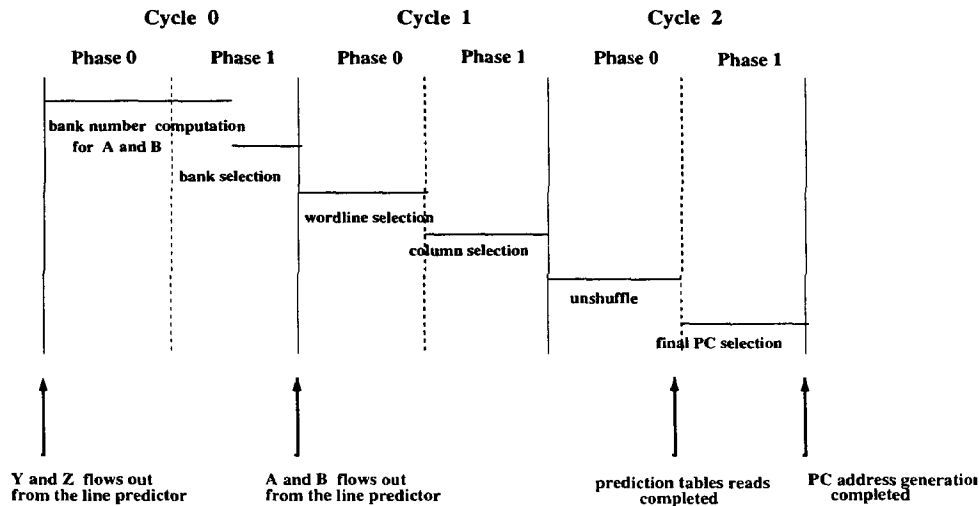 Cycle 0 Cycle 1 Cycle 2
Phase 0 Phase 1 Phase 0 Phase 1 Phase 0 Phase 1
bank number computation
for A and B
bank selection
wordline selection
column selection
unshuffle
final PC selection
Y and Z flows out
from the line predictor
A and B flows out
from the line predictor
prediction tables reads
completed
PC address generation
completed